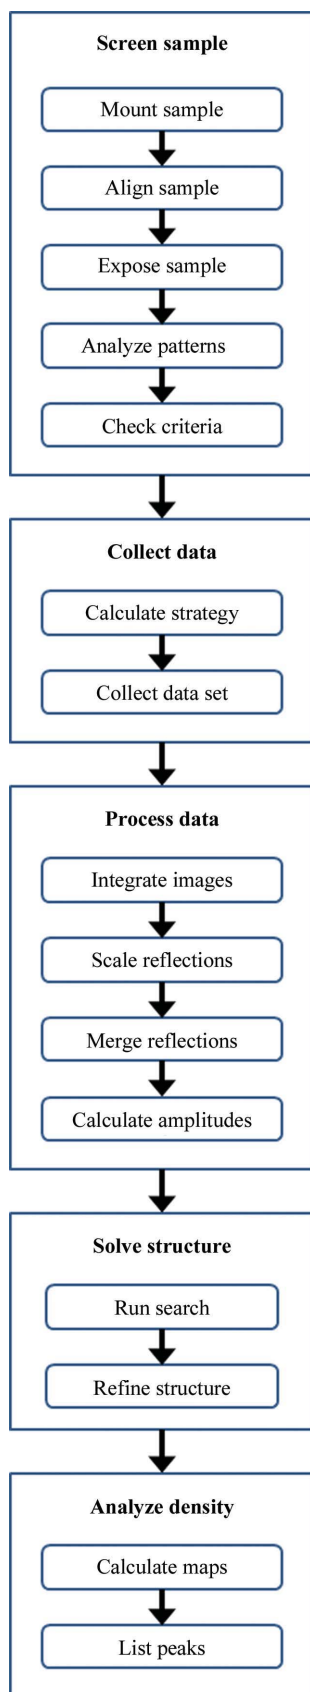 Screen sample
Mount sample
Align sample
Expose sample
Analyze patterns
Check criteria
Collect data
Calculate strategy
Collect data set
Process data
Integrate images
Scale reflections
Merge reflections
Calculate amplitudes
Solve structure
Run search
Refine structure
Analyze density
Calculate maps
List peaks